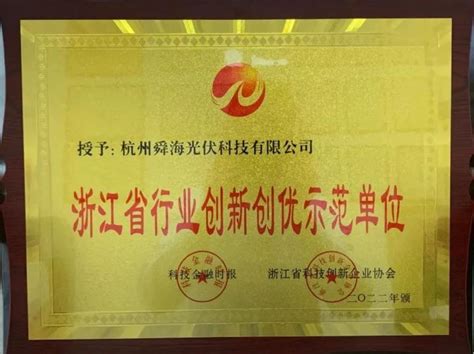 授予：杭州舜海光伏科技有限公司
浙江省行业创新创优示范单位
科技金融时报 浙江省科技创新企业协会
二〇二二年颁